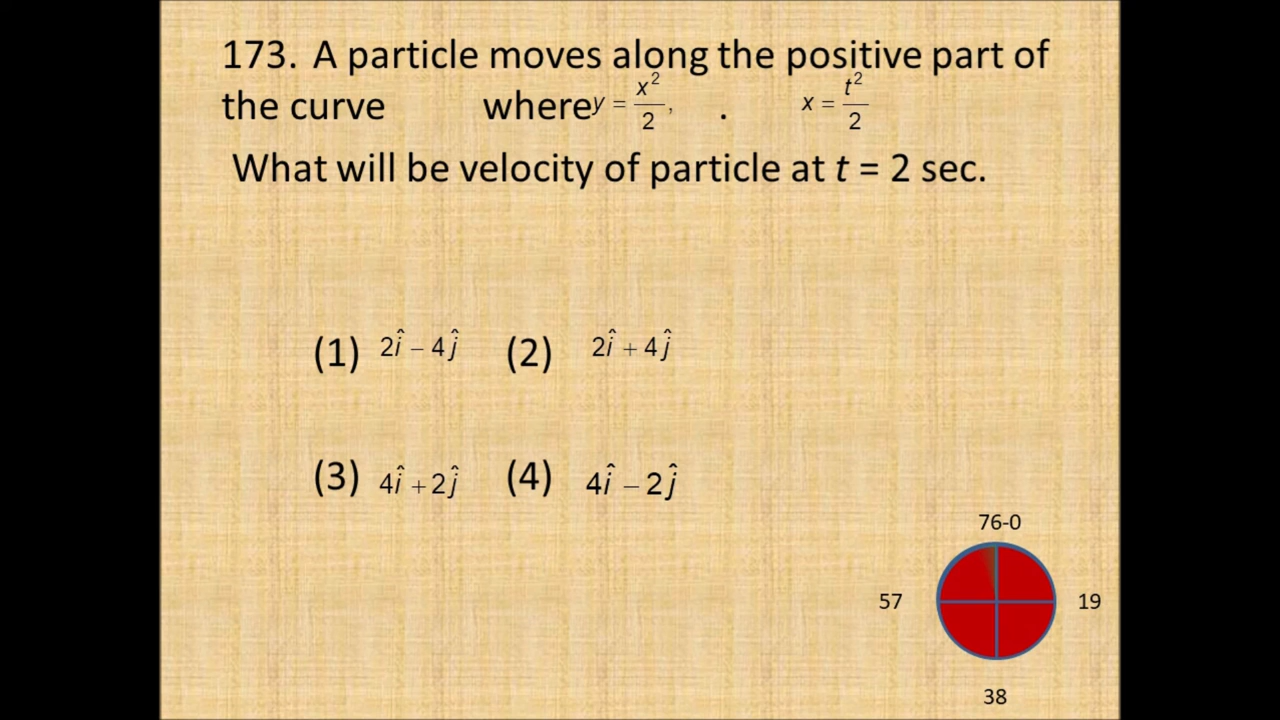 173. A particle moves along the positive part of
the curve where y = x²/2, . x = t²/2
What will be velocity of particle at t = 2 sec.
(1) 2î − 4ĵ (2) 2î + 4ĵ
(3) 4î + 2ĵ (4) 4î − 2ĵ
76-0
57 19
38